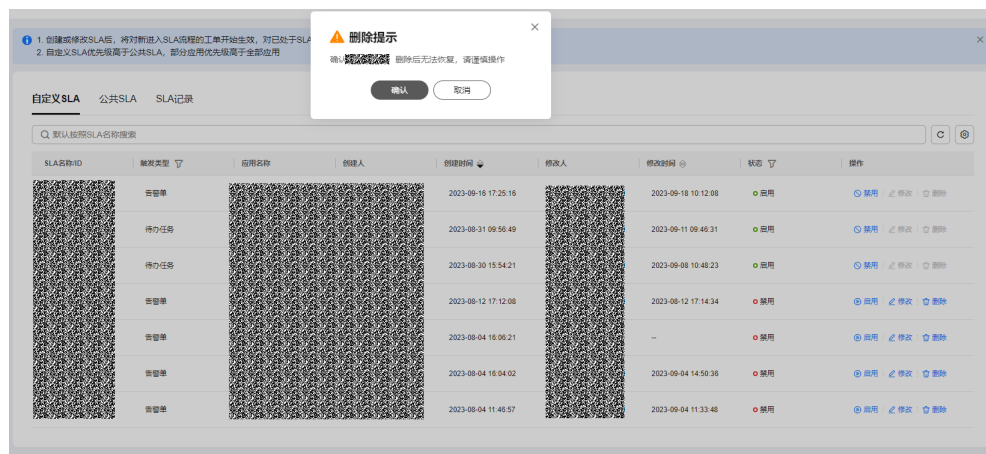 1. 创建或修改SLA后，将对新进入SLA流程的工单开始生效，对已处于SLA
2. 自定义SLA优先级高于公共SLA，部分应用优先级高于全部应用
删除提示
确认 删除后无法恢复，请谨慎操作
确认 取消
自定义SLA 公共SLA SLA记录
默认按照SLA名称搜索
SLA名称/ID 触发类型 应用名称 创建人 创建时间 修改人 修改时间 状态 操作
告警单 2023-09-16 17:25:16 2023-09-18 10:12:08 启用 禁用 修改 删除
待办任务 2023-08-31 09:56:49 2023-09-11 09:46:31 启用 禁用 修改 删除
待办任务 2023-08-30 15:54:21 2023-09-08 10:48:23 启用 禁用 修改 删除
告警单 2023-08-12 17:12:08 2023-08-12 17:14:34 禁用 启用 修改 删除
告警单 2023-08-04 16:06:21 -- 禁用 启用 修改 删除
告警单 2023-08-04 16:04:02 2023-09-04 14:50:36 禁用 启用 修改 删除
告警单 2023-08-04 11:46:57 2023-09-04 11:33:48 禁用 启用 修改 删除